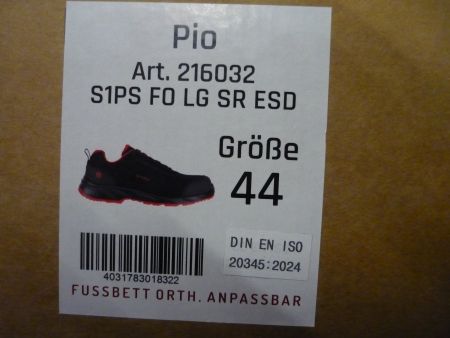 Pio
Art. 216032
S1PS FO LG SR ESD
Größe
44
DIN EN ISO
20345:2024
4031783018322
FUSSBETT ORTH. ANPASSBAR